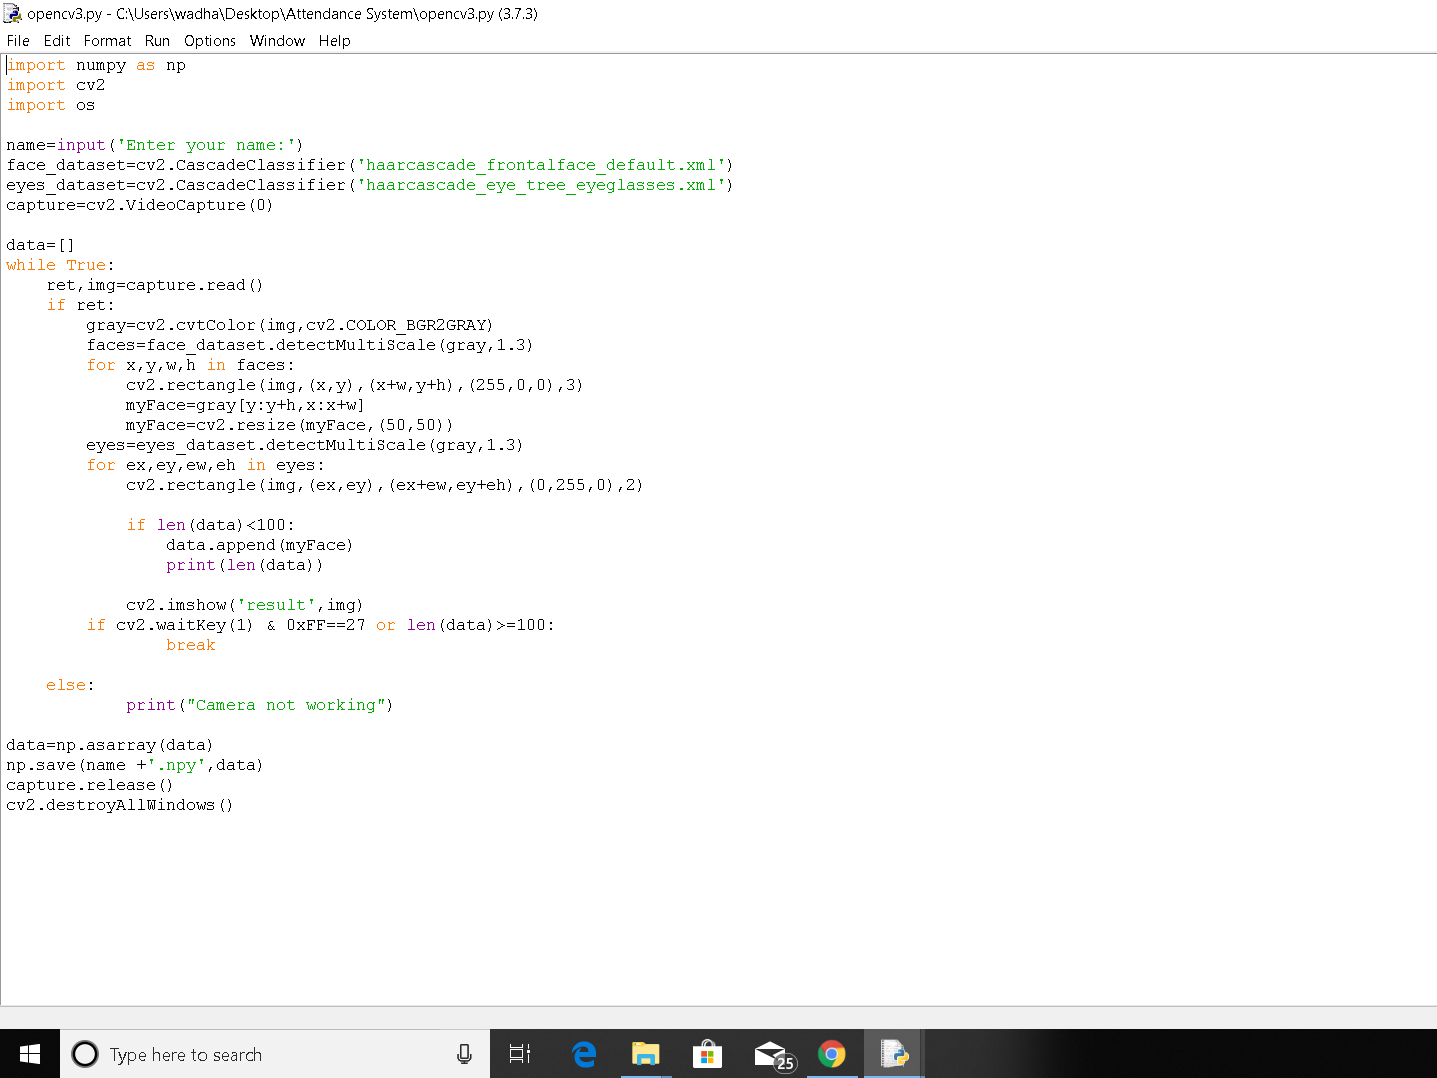 opencv3.py - C:\Users\wadha\Desktop\Attendance System\opencv3.py (3.7.3)
File Edit Format Run Options Window Help
import numpy as np
import cv2
import os
name=input('Enter your name:')
face_dataset=cv2.CascadeClassifier('haarcascade_frontalface_default.xml')
eyes_dataset=cv2.CascadeClassifier('haarcascade_eye_tree_eyeglasses.xml')
capture=cv2.VideoCapture(0)
data=[]
while True:
    ret,img=capture.read()
    if ret:
        gray=cv2.cvtColor(img,cv2.COLOR_BGR2GRAY)
        faces=face_dataset.detectMultiScale(gray,1.3)
        for x,y,w,h in faces:
            cv2.rectangle(img,(x,y),(x+w,y+h),(255,0,0),3)
            myFace=gray[y:y+h,x:x+w]
            myFace=cv2.resize(myFace,(50,50))
        eyes=eyes_dataset.detectMultiScale(gray,1.3)
        for ex,ey,ew,eh in eyes:
            cv2.rectangle(img,(ex,ey),(ex+ew,ey+eh),(0,255,0),2)
            if len(data)<100:
                data.append(myFace)
                print(len(data))
            cv2.imshow('result',img)
        if cv2.waitKey(1) & 0xFF==27 or len(data)>=100:
                break
    else:
            print("Camera not working")
data=np.asarray(data)
np.save(name +'.npy',data)
capture.release()
cv2.destroyAllWindows()
Type here to search
25